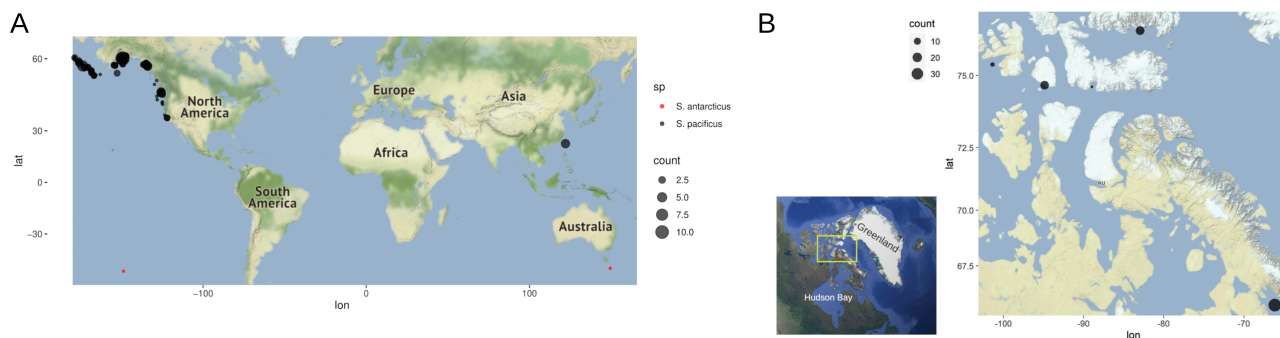 A
60
30
0
−30
lat
−100
0
100
lon
North
America
South
America
Europe
Africa
Asia
Australia
sp
S. antarcticus
S. pacificus
count
2.5
5.0
7.5
10.0
B
count
10
20
30
Greenland
Hudson Bay
75.0
72.5
70.0
67.5
lat
-100
-90
-80
-70
lon